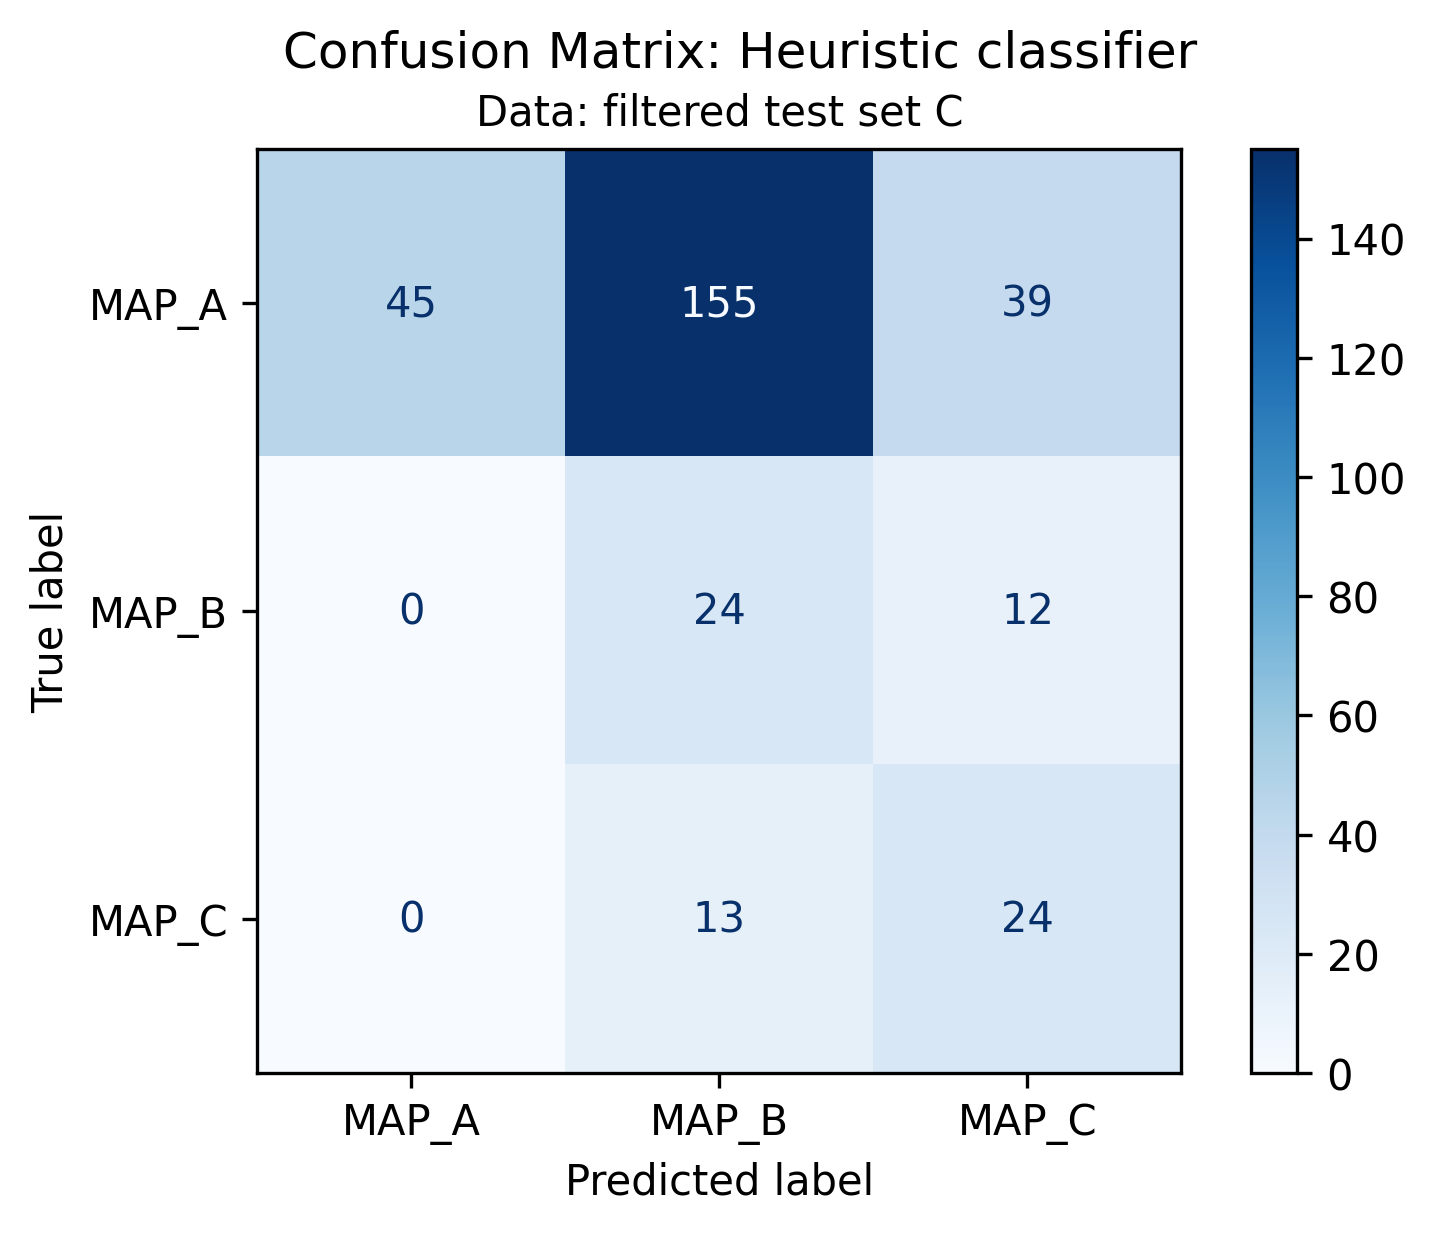 Confusion Matrix: Heuristic classifier
Data: filtered test set C
True label
MAP_A 45 155 39
MAP_B 0 24 12
MAP_C 0 13 24
MAP_A MAP_B MAP_C
Predicted label
140
120
100
80
60
40
20
0